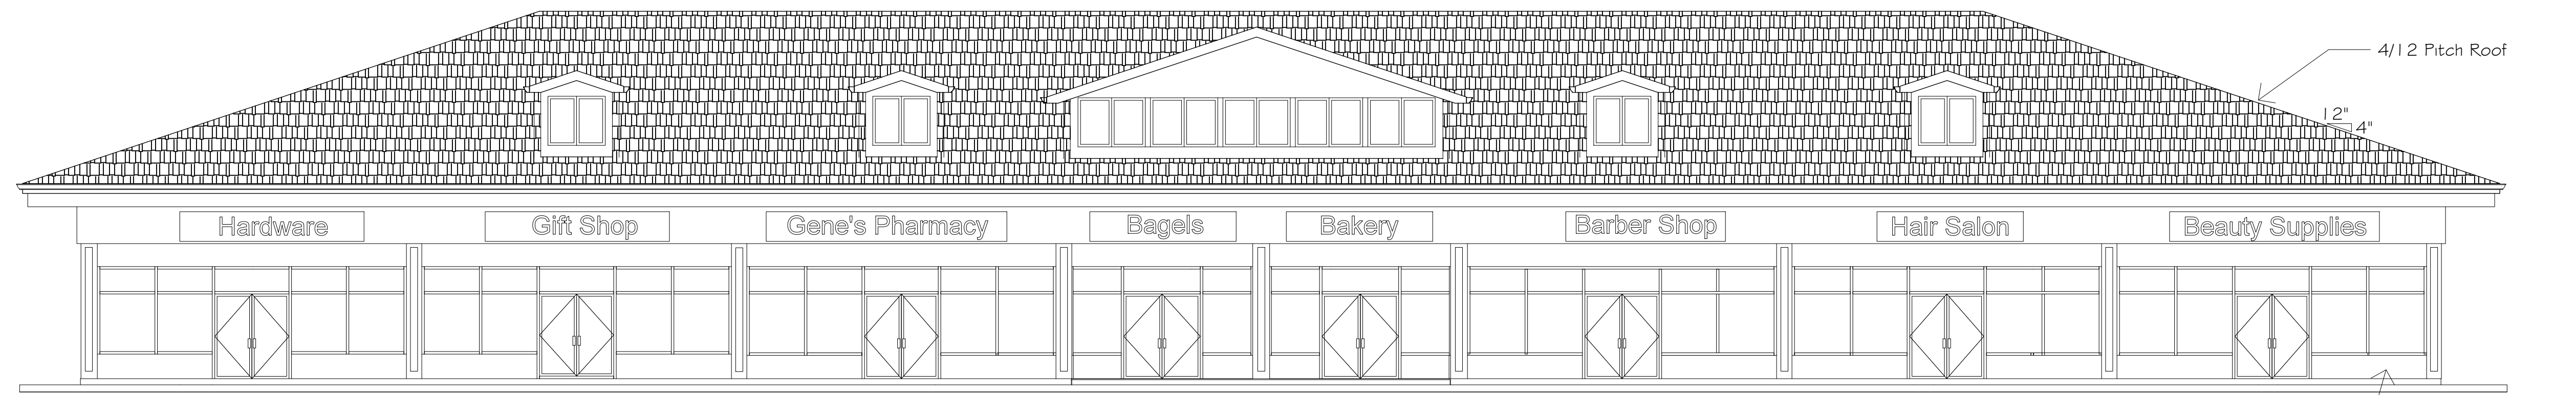 4/12 Pitch Roof
12"
4"
Hardware
Gift Shop
Gene's Pharmacy
Bagels
Bakery
Barber Shop
Hair Salon
Beauty Supplies